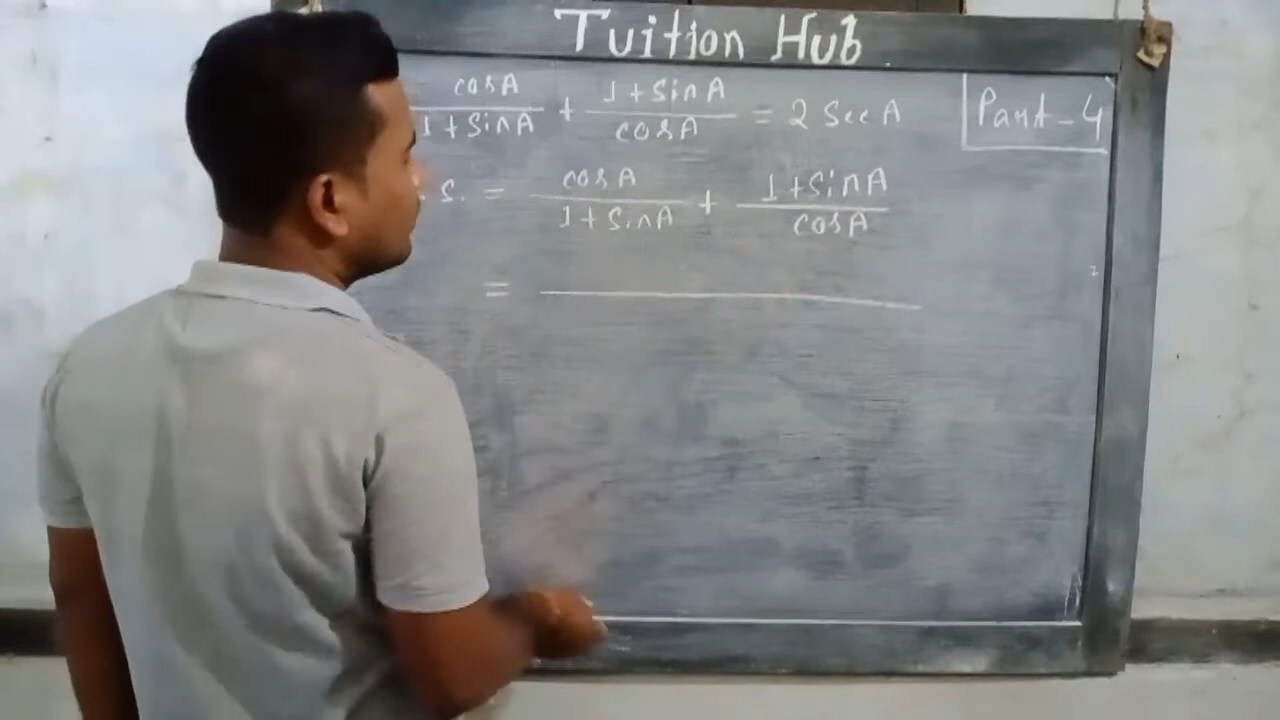 Tuition Hub
cosA/1+sinA + 1+sinA/cosA = 2 SecA
Part-4
.S. = cosA/1+sinA + 1+sinA/cosA
=